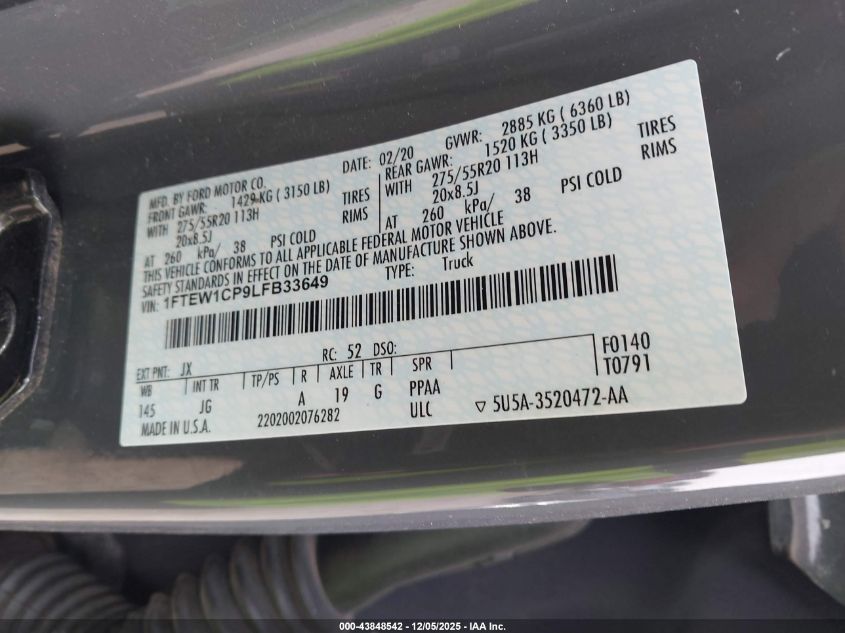 MFD. BY FORD MOTOR CO. DATE: 02/20 GVWR: 2885 KG ( 6360 LB)
FRONT GAWR: 1429 KG ( 3150 LB) REAR GAWR: 1520 KG ( 3350 LB)
WITH 275/55R20 113H TIRES WITH 275/55R20 113H TIRES
20x8.5J RIMS 20x8.5J RIMS
AT 260 kPa/ 38 PSI COLD AT 260 kPa/ 38 PSI COLD
THIS VEHICLE CONFORMS TO ALL APPLICABLE FEDERAL MOTOR VEHICLE
SAFETY STANDARDS IN EFFECT ON THE DATE OF MANUFACTURE SHOWN ABOVE.
VIN: 1FTEW1CP9LFB33649 TYPE: Truck
EXT PNT: JX RC: 52 DSO: F0140
WB INT TR TP/PS R AXLE TR SPR T0791
145 JG A 19 G PPAA
MADE IN U.S.A. 2202002076282 ULC ▽ 5U5A-3520472-AA
000-43848542 - 12/05/2025 - IAA Inc.